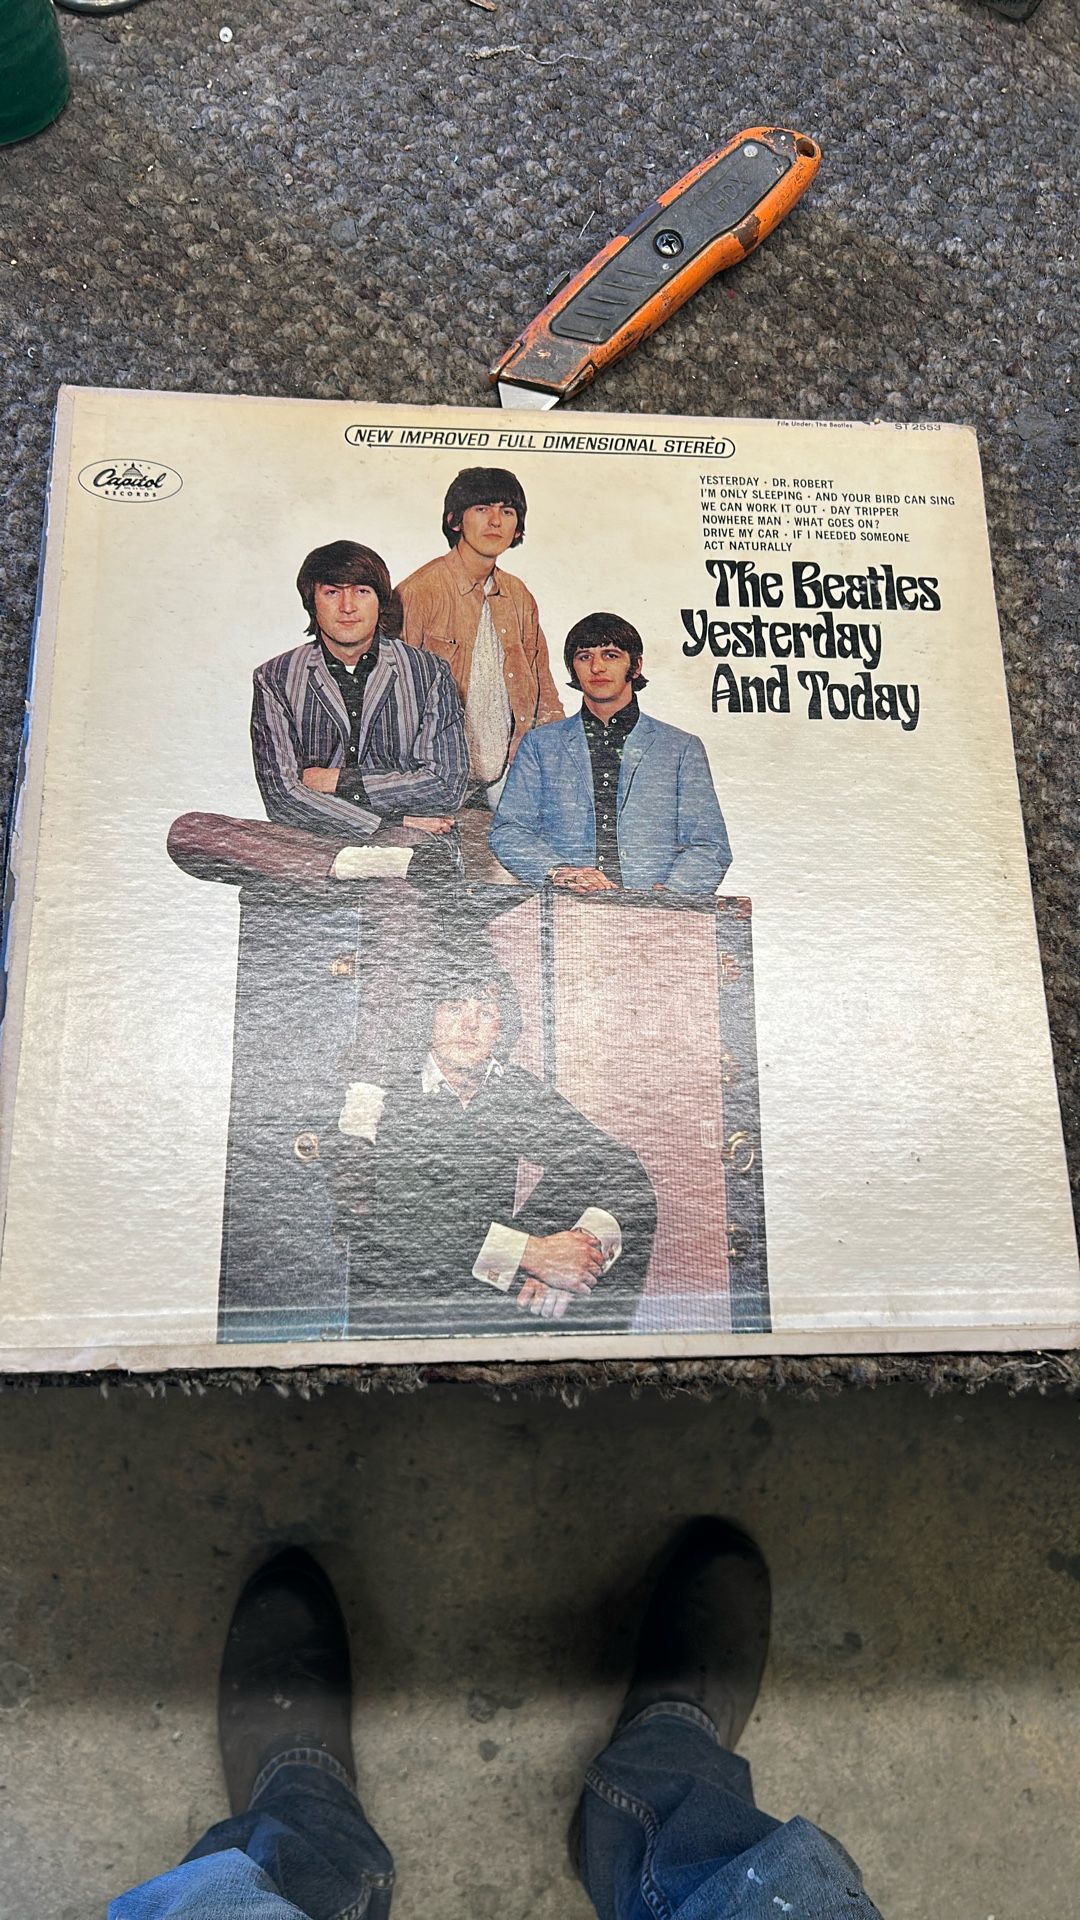 HDX
File Under: The Beatles
ST 2553
NEW IMPROVED FULL DIMENSIONAL STEREO
Capitol
RECORDS
YESTERDAY · DR. ROBERT
I'M ONLY SLEEPING · AND YOUR BIRD CAN SING
WE CAN WORK IT OUT · DAY TRIPPER
NOWHERE MAN · WHAT GOES ON?
DRIVE MY CAR · IF I NEEDED SOMEONE
ACT NATURALLY
The Beatles
Yesterday
And Today